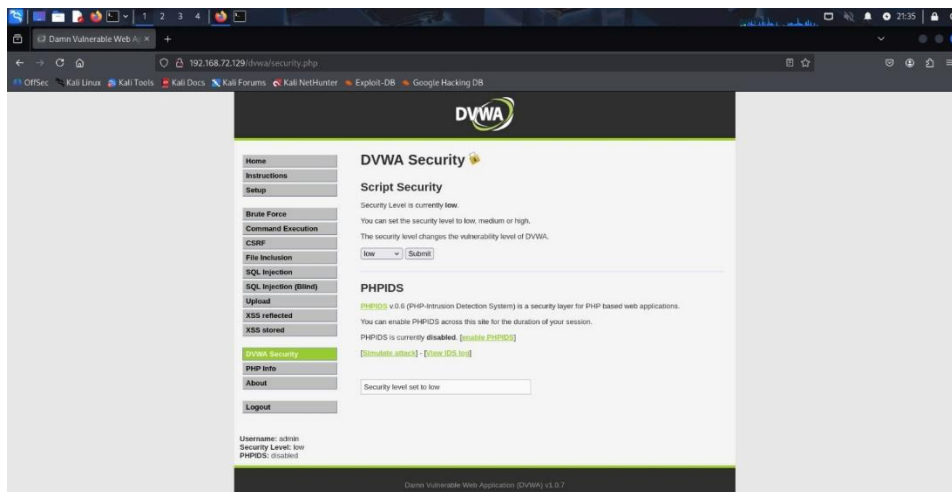 1 2 3 4 21:35
Damn Vulnerable Web Ap
192.168.72.129/dvwa/security.php
OffSec Kali Linux Kali Tools Kali Docs Kali Forums Kali NetHunter Exploit-DB Google Hacking DB
DVWA
Home
Instructions
Setup
Brute Force
Command Execution
CSRF
File Inclusion
SQL Injection
SQL Injection (Blind)
Upload
XSS reflected
XSS stored
DVWA Security
PHP Info
About
Logout
Username: admin
Security Level: low
PHPIDS: disabled
DVWA Security
Script Security
Security Level is currently low.
You can set the security level to low, medium or high.
The security level changes the vulnerability level of DVWA.
low Submit
PHPIDS
PHPIDS v.0.6 (PHP-Intrusion Detection System) is a security layer for PHP based web applications.
You can enable PHPIDS across this site for the duration of your session.
PHPIDS is currently disabled. [enable PHPIDS]
[Simulate attack] - [View IDS log]
Security level set to low
Damn Vulnerable Web Application (DVWA) v1.0.7